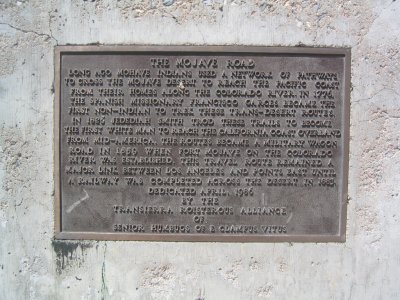 THE MOJAVE ROAD
LONG AGO MOHAVE INDIANS USED A NETWORK OF PATHWAYS
TO CROSS THE MOJAVE DESERT TO REACH THE PACIFIC COAST
FROM THEIR HOMES ALONG THE COLORADO RIVER. IN 1776,
THE SPANISH MISSIONARY FRANCISCO GARCES BECAME THE
FIRST NON-INDIAN TO TAKE THESE TRANS-DESERT ROUTES.
IN 1826 JEDEDIAH SMITH TROD THESE TRAILS TO BECOME
THE FIRST WHITE MAN TO REACH THE CALIFORNIA COAST OVERLAND
FROM MID-AMERICA. THE ROUTES BECAME A MILITARY WAGON
ROAD IN 1859 WHEN FORT MOJAVE ON THE COLORADO
RIVER WAS ESTABLISHED. THIS TRAVEL ROUTE REMAINED A
MAJOR LINK BETWEEN LOS ANGELES AND POINTS EAST UNTIL
A RAILWAY WAS COMPLETED ACROSS THE DESERT IN 1885
DEDICATED APRIL, 1986
BY THE
TRANSIERRA ROISTEROUS ALLIANCE
OF
SENIOR HUMBUGS OF E CLAMPUS VITUS